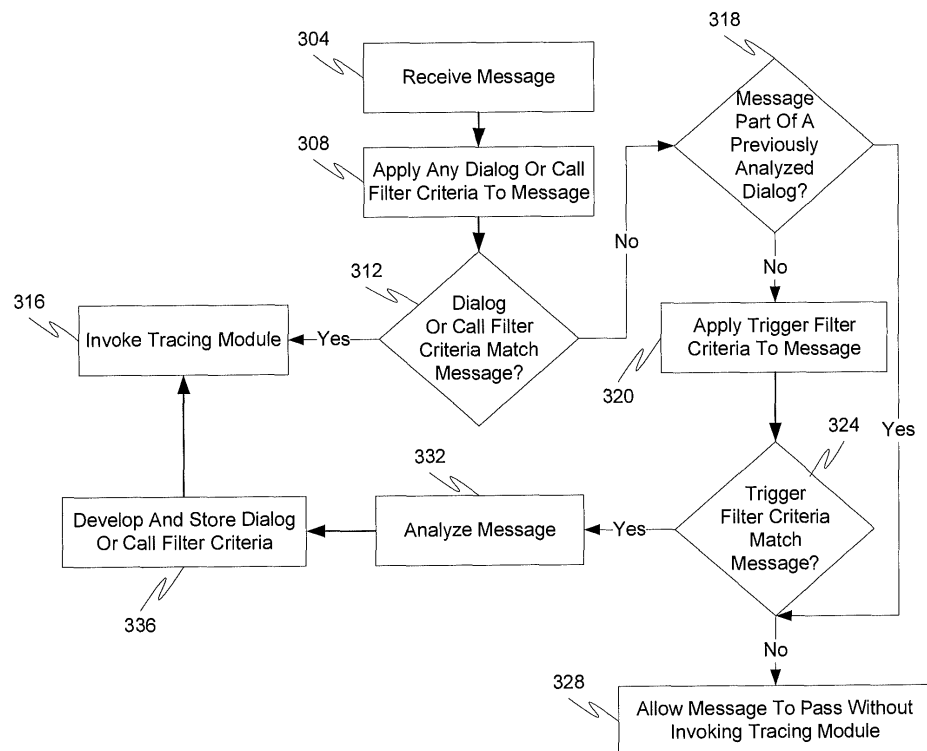 304
Receive Message
308
Apply Any Dialog Or Call
Filter Criteria To Message
312
Dialog
Or Call Filter
Criteria Match
Message?
Yes
No
316
Invoke Tracing Module
318
Message
Part Of A
Previously
Analyzed
Dialog?
No
Yes
Apply Trigger Filter
Criteria To Message
320
324
Trigger
Filter Criteria
Match
Message?
Yes
No
332
Analyze Message
Develop And Store Dialog
Or Call Filter Criteria
336
328
Allow Message To Pass Without
Invoking Tracing Module